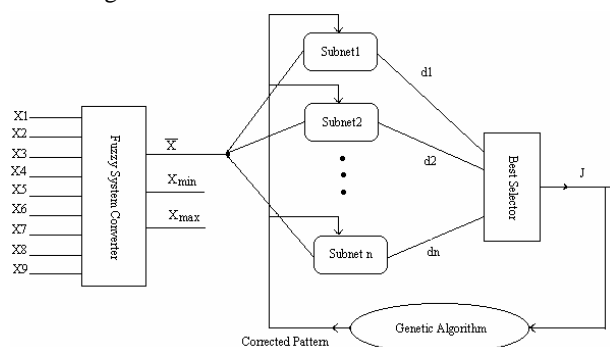 X1
X2
X3
X4
X5
X6
X7
X8
X9
Fuzzy System Converter
X̅
Xmin
Xmax
Subnet1
Subnet2
Subnet n
d1
d2
dn
Best Selector
J
Genetic Algorithm
Corrected Pattern